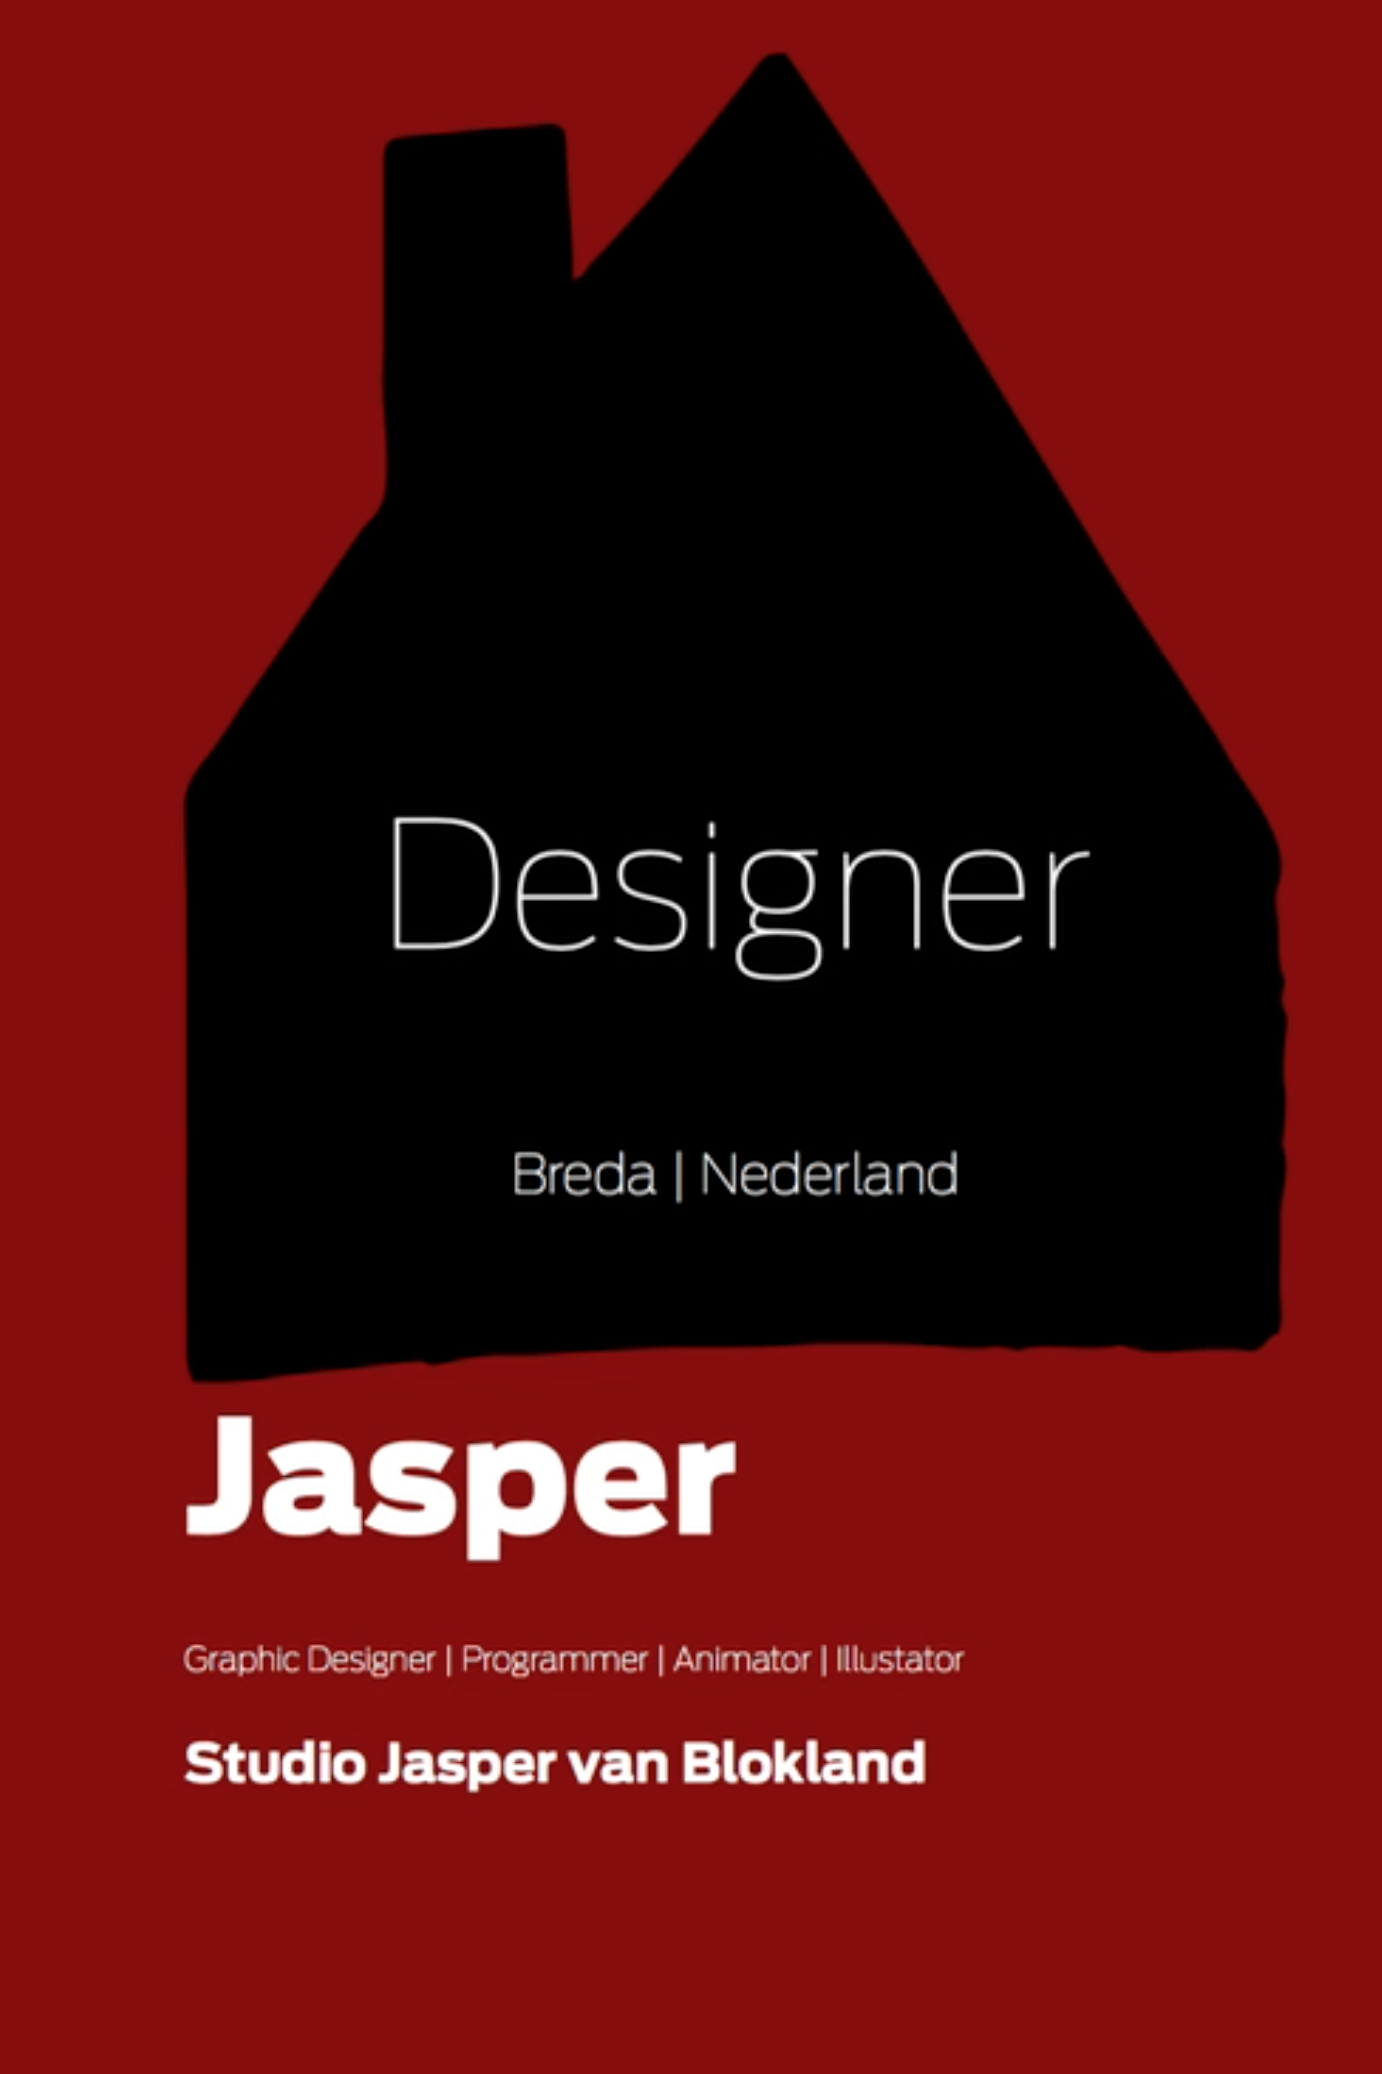 Designer
Breda | Nederland
Jasper
Graphic Designer | Programmer | Animator | Illustator
Studio Jasper van Blokland